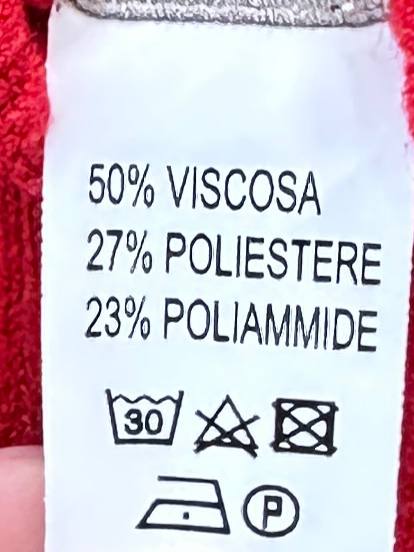 50% VISCOSA
27% POLIESTERE
23% POLIAMMIDE
30
P